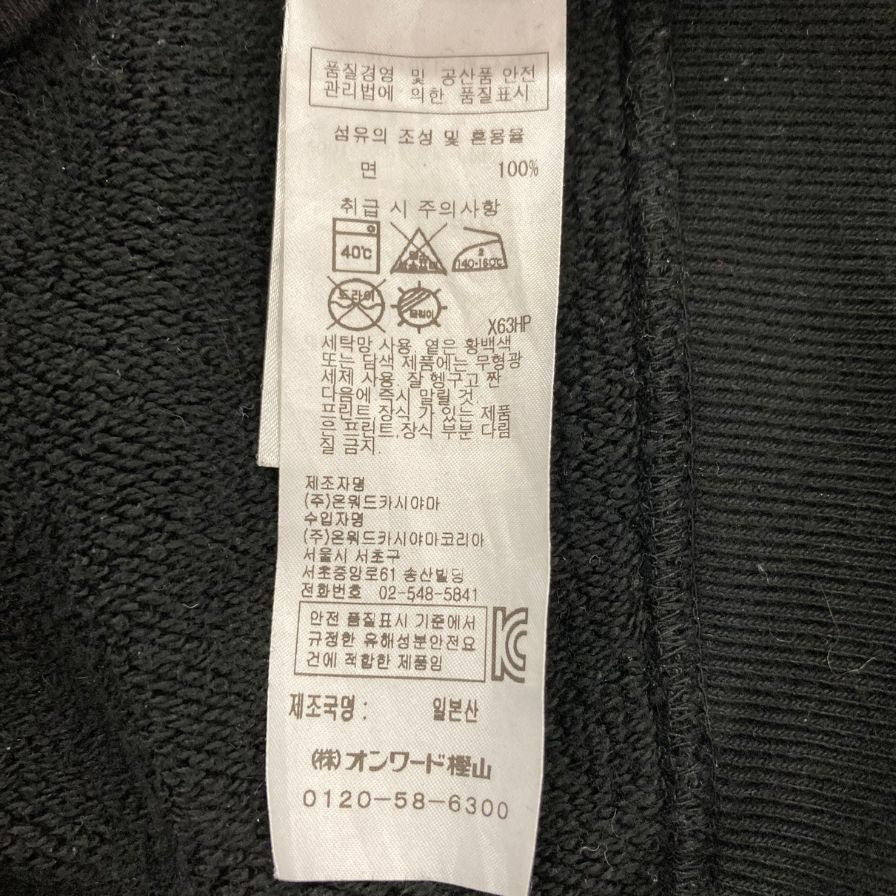 품질경영 및 공산품 안전
관리법에 의한 품질표시
섬유의 조성 및 혼용율
면 100%
취급 시 주의사항
40℃
2
140-160℃
드라이
X63HP
세탁망 사용. 옅은 황백색
또는 담색 제품에는 무형광
세제 사용. 잘 헹구고 짠
다음에 즉시 말릴 것.
프린트,장식 가 있는 제품
은 프린트,장식 부분 다림
질 금지.
제조자명
(주)온워드카시야마
수입자명
(주)온워드카시야마코리아
서울시 서초구
서초중앙로61 송산빌딩
전화번호 02-548-5841
안전 품질표시 기준에서
규정한 유해성분안전요
건에 적합한 제품임
제조국명 : 일본산
(株)オンワード樫山
0120-58-6300